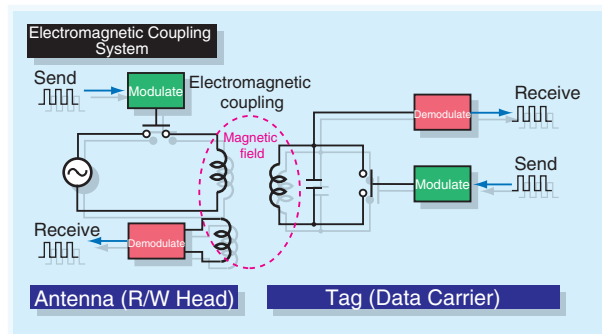 Electromagnetic Coupling
System
Send
Modulate
Electromagnetic
coupling
Magnetic
field
Demodulate
Receive
Send
Modulate
Receive
Demodulate
Antenna (R/W Head)
Tag (Data Carrier)